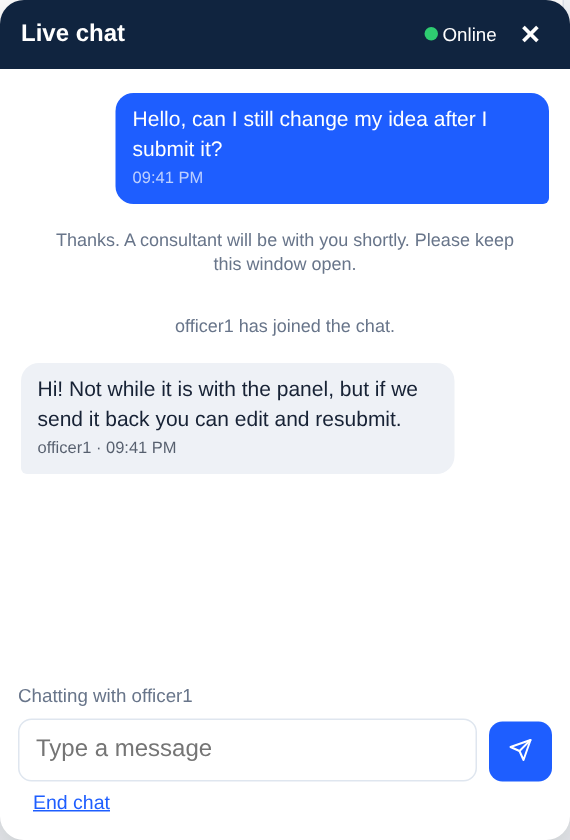 Live chat
Online
Hello, can I still change my idea after I
submit it?
09:41 PM
Thanks. A consultant will be with you shortly. Please keep
this window open.
officer1 has joined the chat.
Hi! Not while it is with the panel, but if we
send it back you can edit and resubmit.
officer1 · 09:41 PM
Chatting with officer1
Type a message
End chat